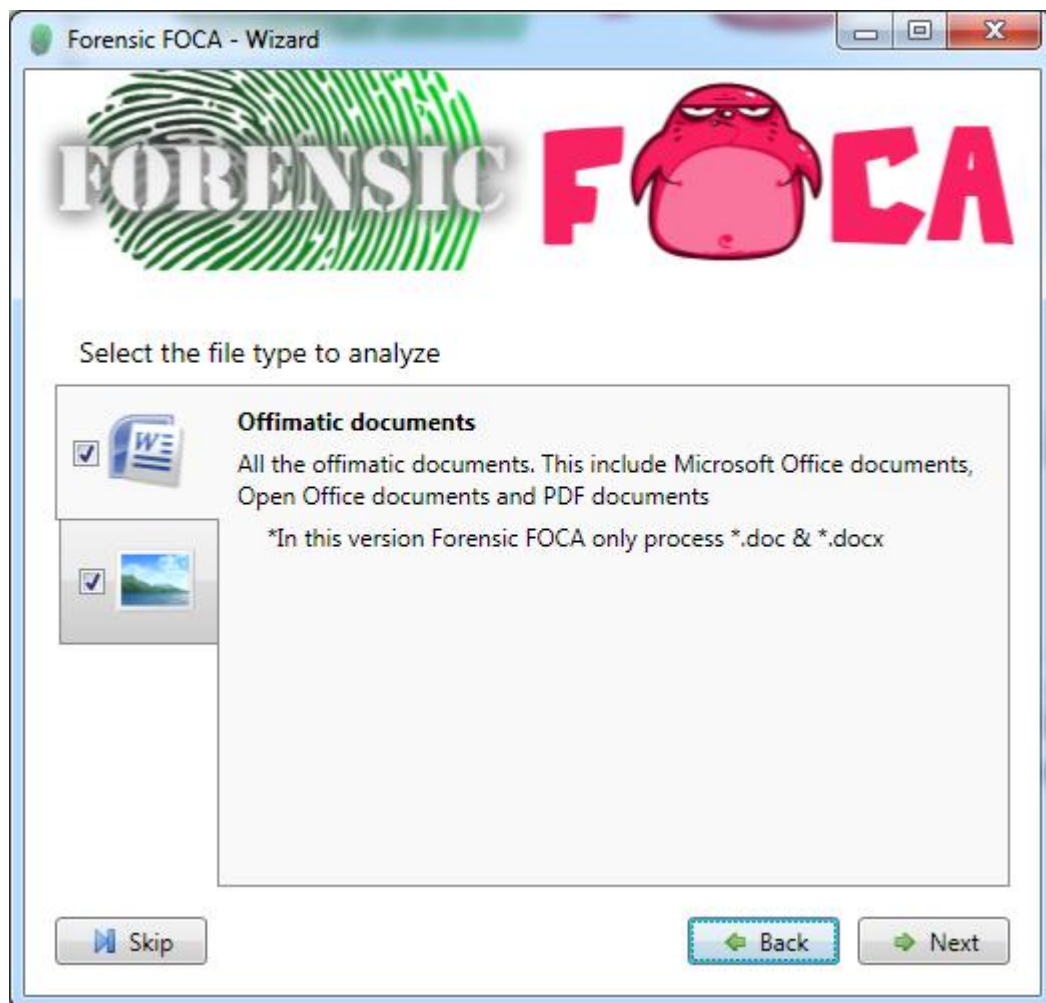 Forensic FOCA - Wizard
FORENSIC FOCA
Select the file type to analyze
Offimatic documents
All the offimatic documents. This include Microsoft Office documents,
Open Office documents and PDF documents
*In this version Forensic FOCA only process *.doc & *.docx
Skip
Back
Next